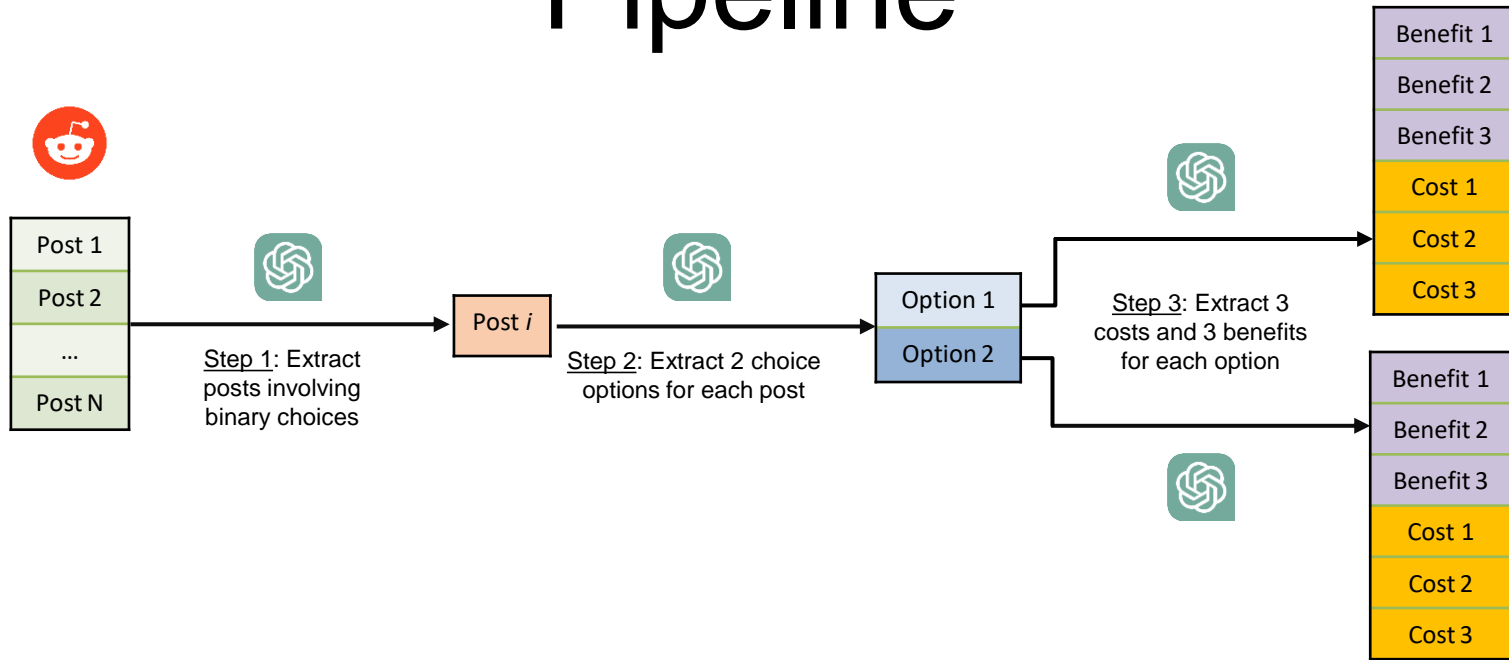 Pipeline
Post 1
Post 2
...
Post N
Step 1: Extract
posts involving
binary choices
Post i
Step 2: Extract 2 choice
options for each post
Option 1
Option 2
Step 3: Extract 3
costs and 3 benefits
for each option
Benefit 1
Benefit 2
Benefit 3
Cost 1
Cost 2
Cost 3
Benefit 1
Benefit 2
Benefit 3
Cost 1
Cost 2
Cost 3